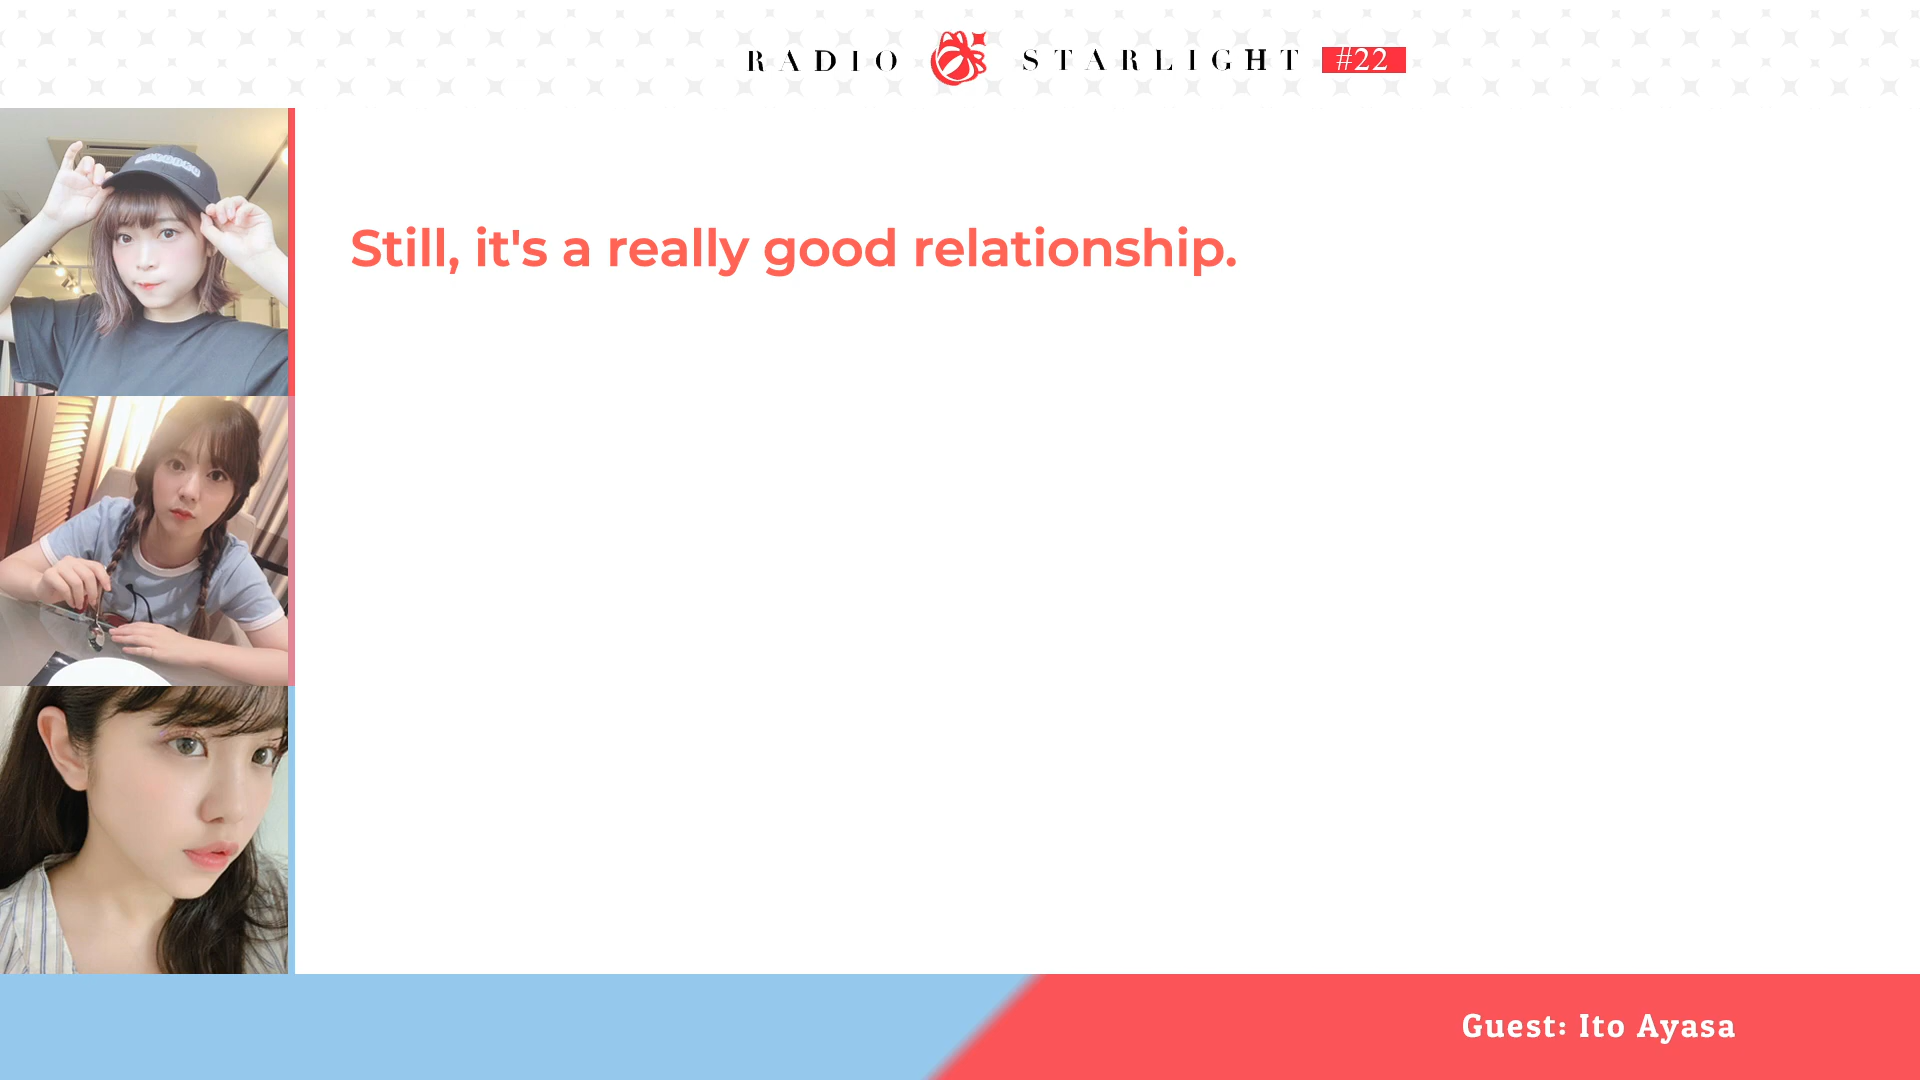 RADIO STARLIGHT #22
Still, it's a really good relationship.
Guest: Ito Ayasa